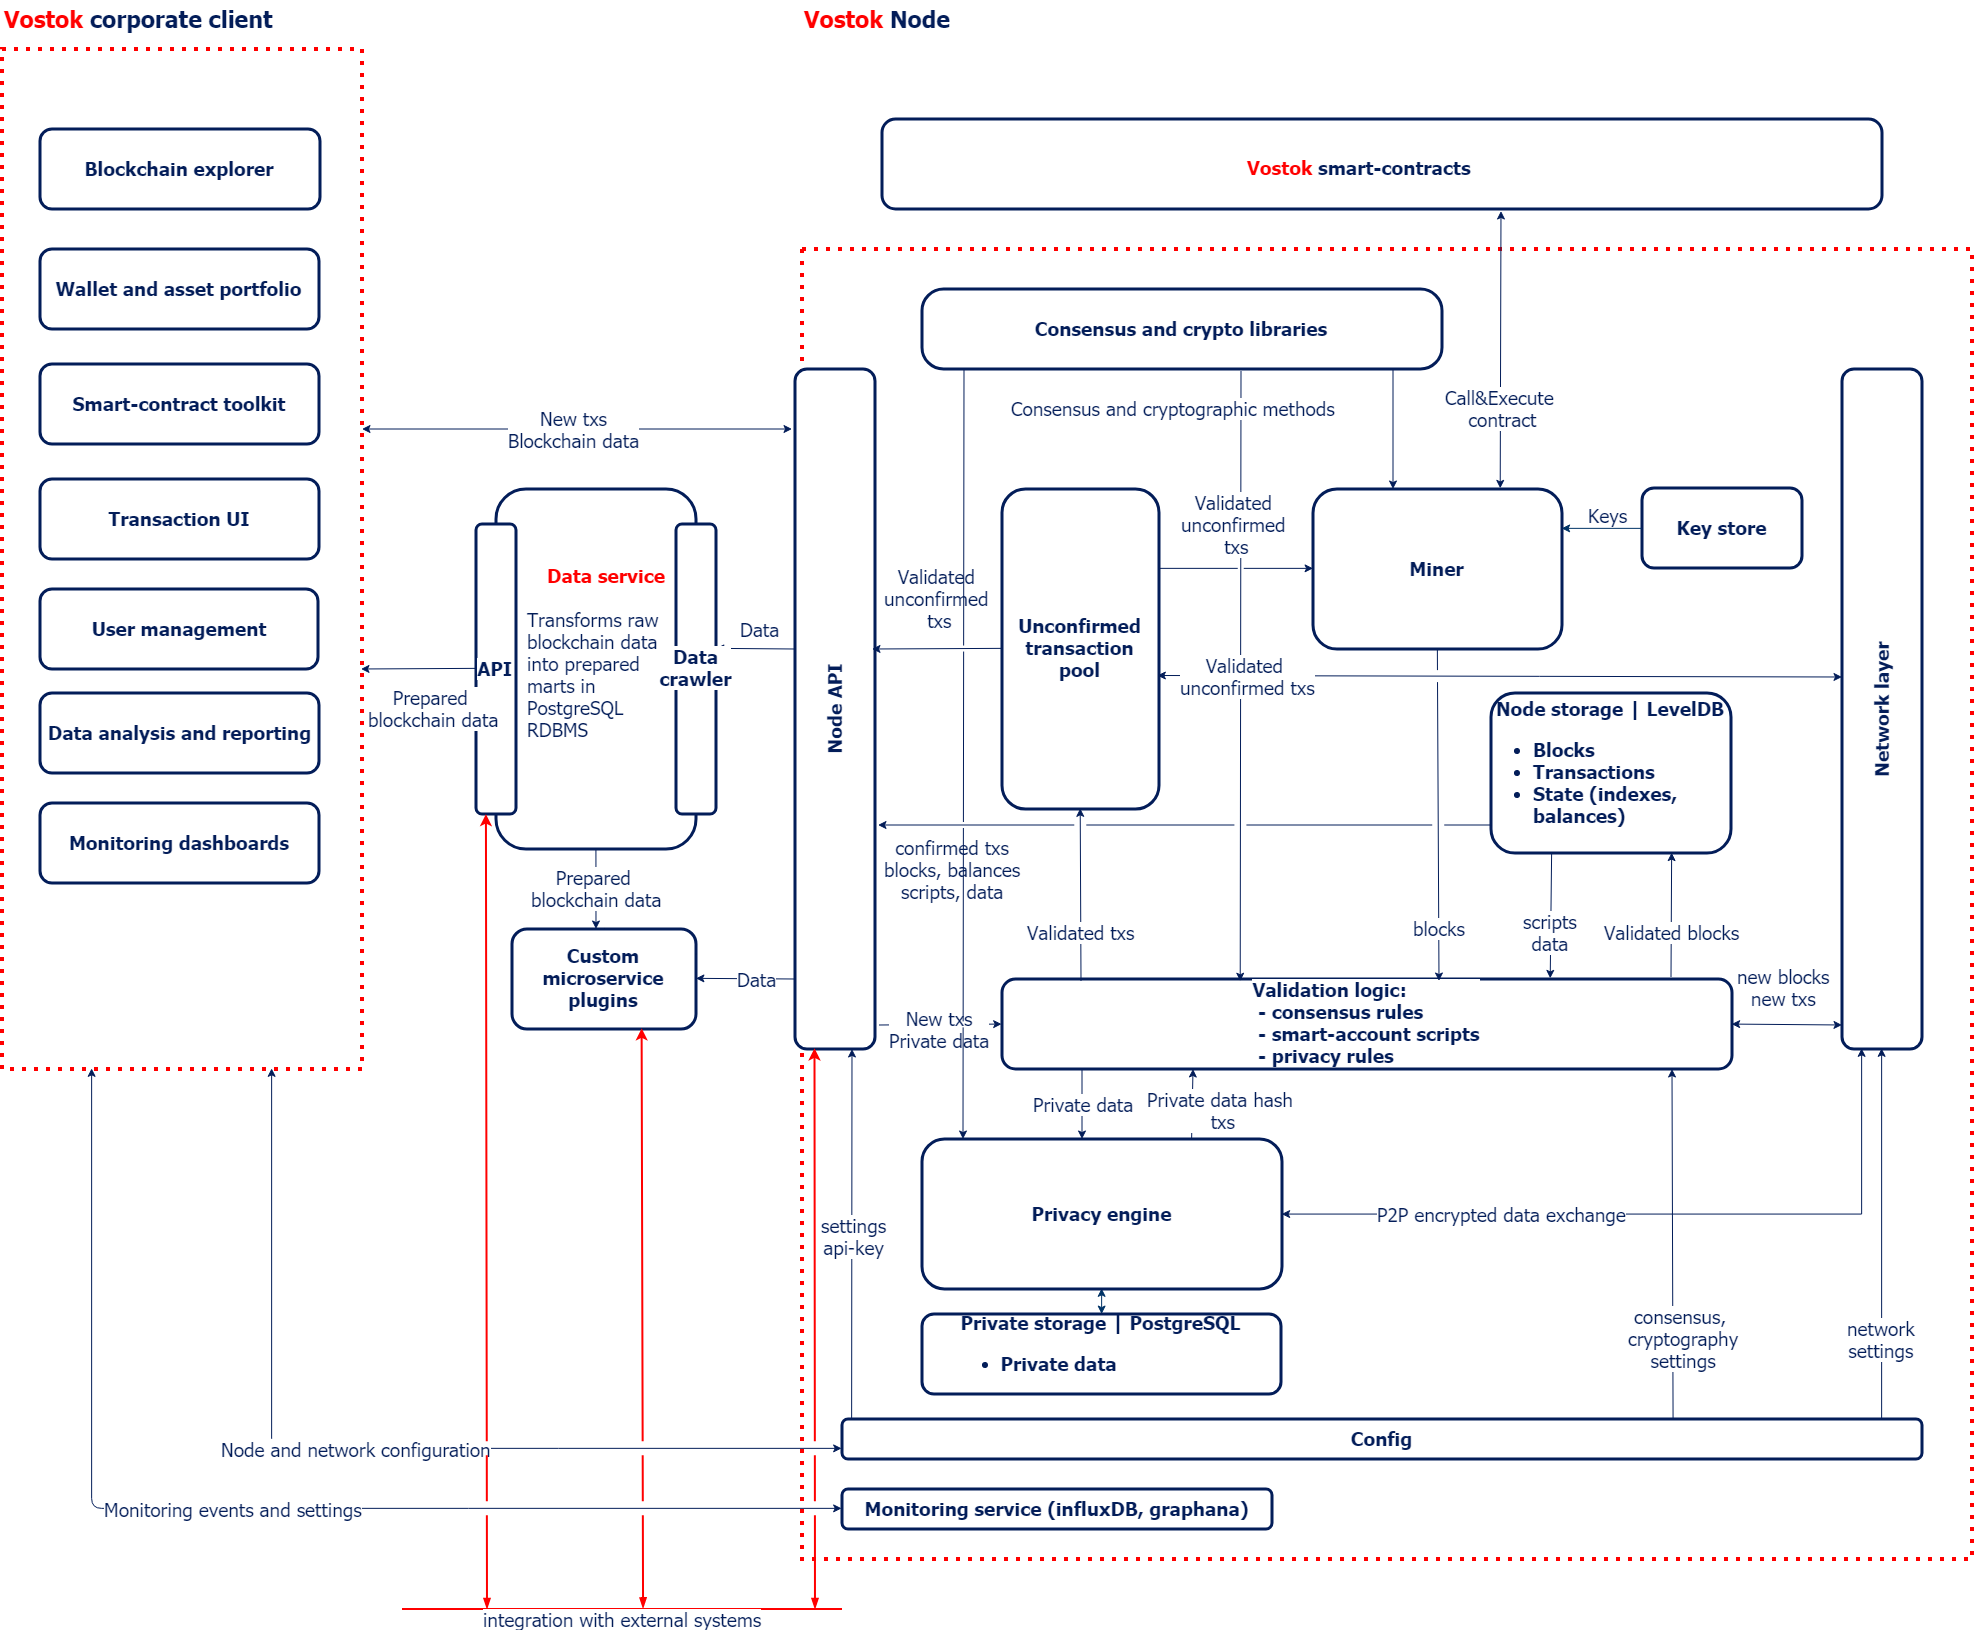 Vostok corporate client
Vostok Node
Blockchain explorer
Wallet and asset portfolio
Smart-contract toolkit
Transaction UI
User management
Data analysis and reporting
Monitoring dashboards
New txs
Blockchain data
API
Data service
Transforms raw
blockchain data
into prepared
marts in
PostgreSQL
RDBMS
Data
crawler
Data
Prepared
blockchain data
Prepared
blockchain data
Custom
microservice
plugins
Data
Node API
Vostok smart-contracts
Consensus and crypto libraries
Consensus and cryptographic methods
Call&Execute
contract
Validated
unconfirmed
txs
Validated
unconfirmed
txs
Unconfirmed
transaction
pool
Miner
Keys
Key store
Validated
unconfirmed txs
Network layer
Node storage | LevelDB
• Blocks
• Transactions
• State (indexes,
balances)
confirmed txs
blocks, balances
scripts, data
Validated txs
blocks
scripts
data
Validated blocks
new blocks
new txs
New txs
Private data
Validation logic:
- consensus rules
- smart-account scripts
- privacy rules
Private data
Private data hash
txs
Privacy engine
P2P encrypted data exchange
settings
api-key
Private storage | PostgreSQL
• Private data
consensus,
cryptography
settings
network
settings
Node and network configuration
Config
Monitoring events and settings
Monitoring service (influxDB, graphana)
integration with external systems